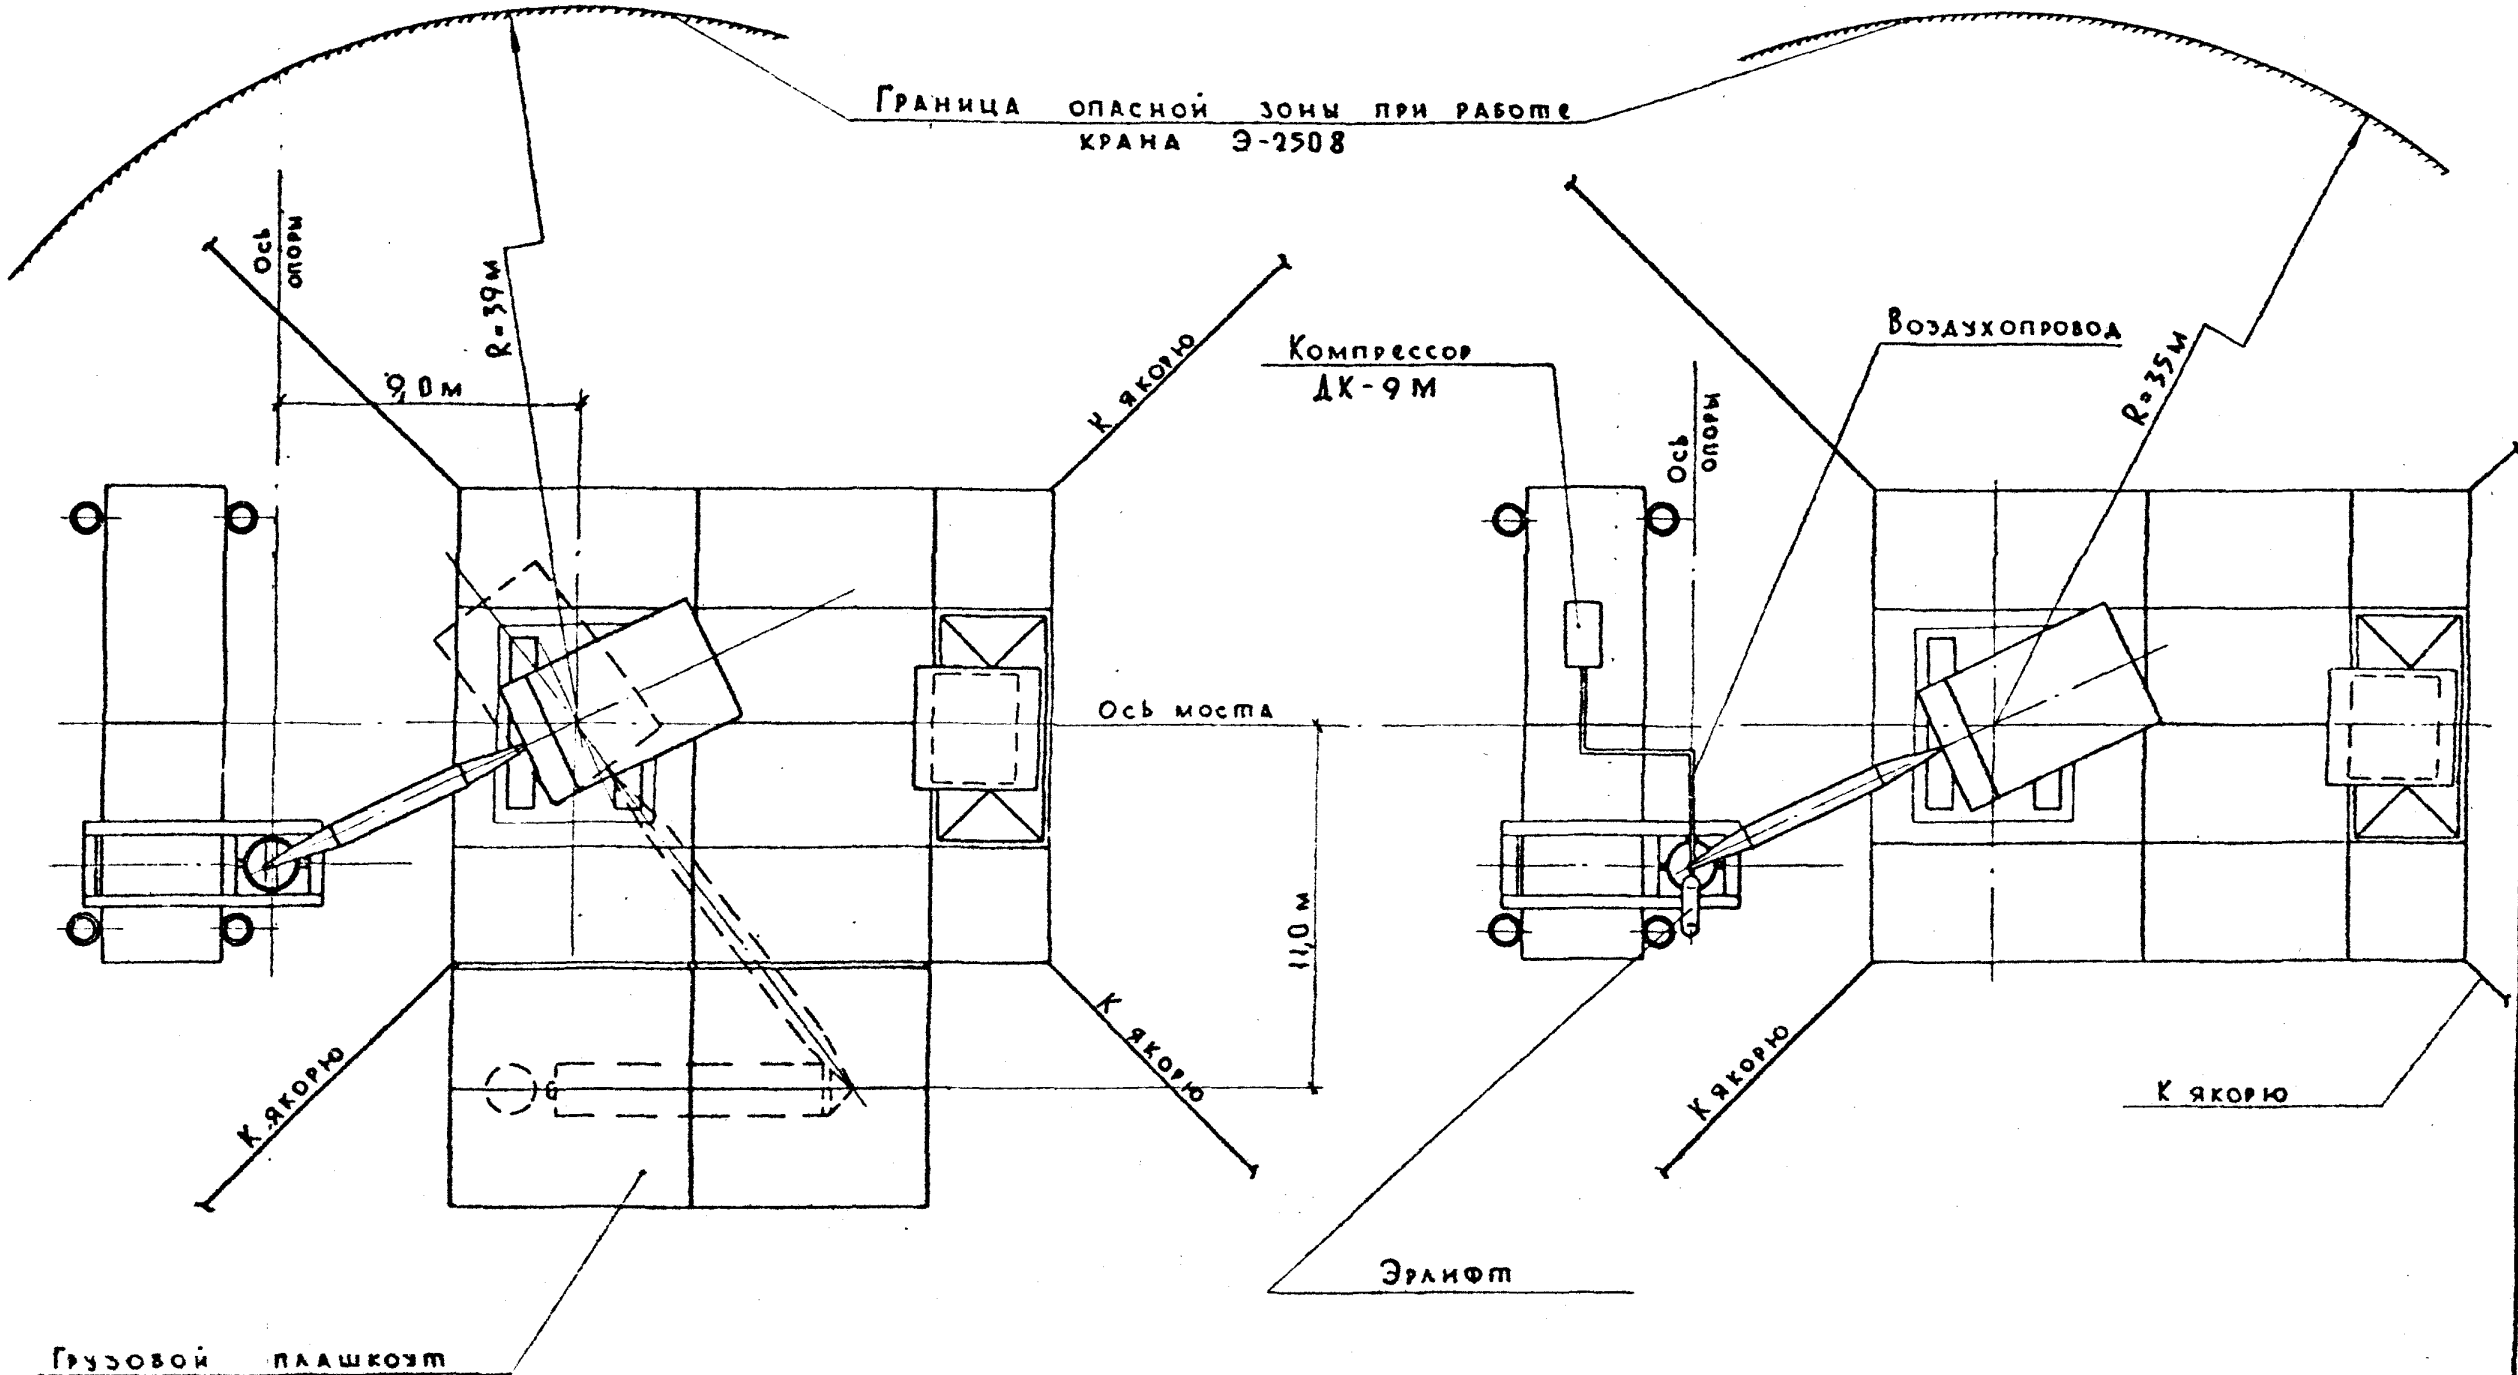 Граница опасной зоны при работе
крана Э-2508
Ось
опоры
R=39м
9,0м
К якорю
Компрессор
ДК-9М
Воздухопровод
Ось
опоры
R=35м
Ось моста
11,0м
К якорю
К якорю
К якорю
К якорю
Эрлифт
Грузовой плашкоут